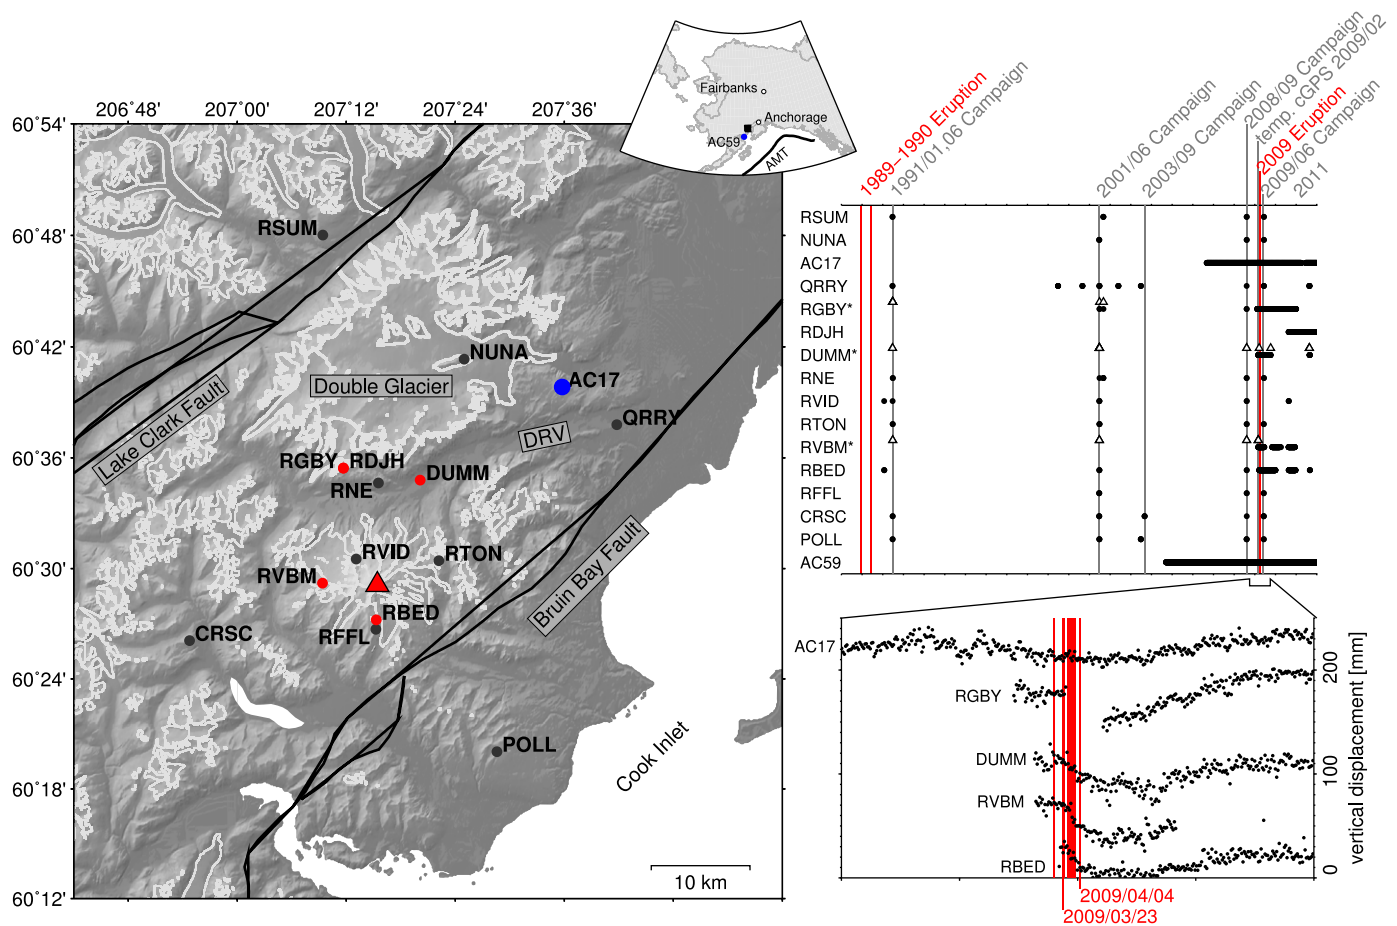 206˚48'
207˚00'
207˚12'
207˚24'
207˚36'
60˚54'
60˚48'
60˚42'
60˚36'
60˚30'
60˚24'
60˚18'
60˚12'
RSUM
NUNA
Double Glacier
AC17
QRRY
DRV
Lake Clark Fault
RGBY
RDJH
DUMM
RNE
RVID
RTON
RVBM
RBED
RFFL
CRSC
Bruin Bay Fault
POLL
Cook Inlet
10 km
Fairbanks
Anchorage
AC59
AMT
1989−1990 Eruption
1991/01,06 Campaign
2001/06 Campaign
2003/09 Campaign
2008/09 Campaign
temp. cGPS 2009/02
2009 Eruption
2009/06 Campaign
2011
RSUM
NUNA
AC17
QRRY
RGBY*
RDJH
DUMM*
RNE
RVID
RTON
RVBM*
RBED
RFFL
CRSC
POLL
AC59
AC17
RGBY
DUMM
RVBM
RBED
200
100
0
vertical displacement [mm]
2009/04/04
2009/03/23